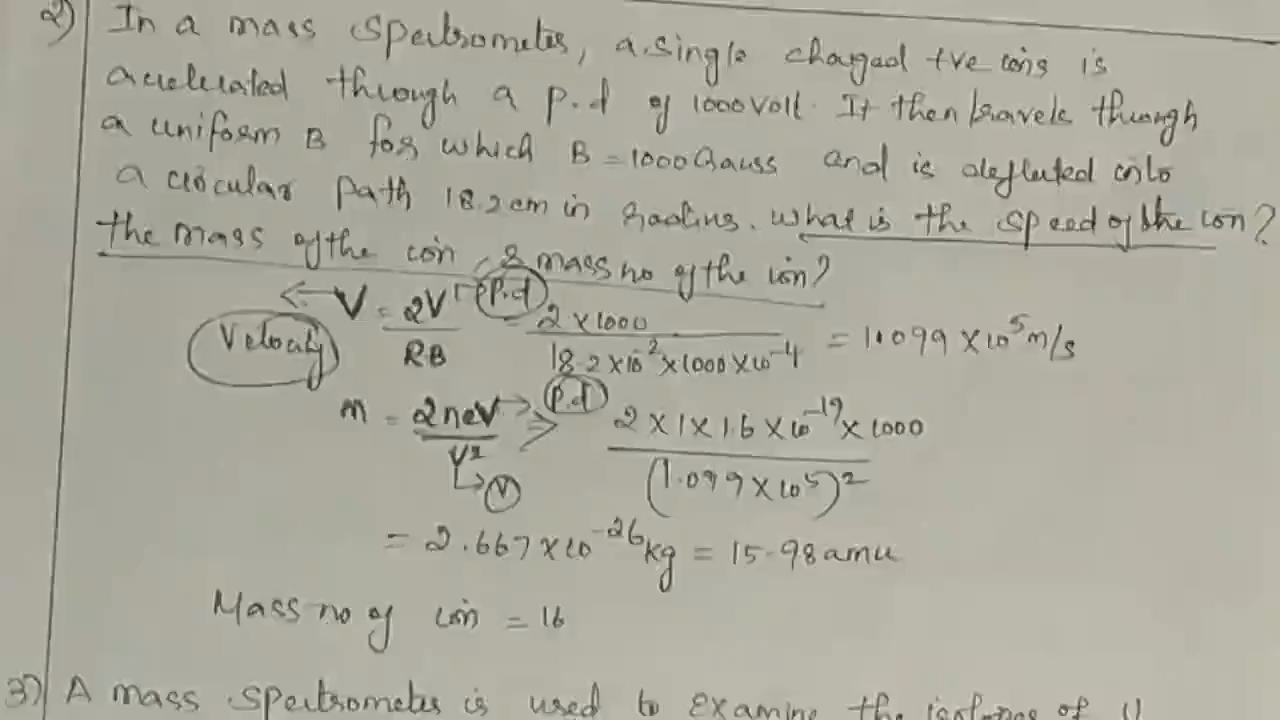 2) In a mass Spectrometer, a single charged +ve ions is
accelerated through a p.d of 1000 Volt. It then travels through
a uniform B for which B = 1000 Gauss and is deflected into
a circular path 18.2 cm in radius. What is the speed of the ion?
the mass of the ion, & mass no of the ion?
← V = 2V → P.d / RB = 2 × 1000 / 18.2 × 10^-2 × 1000 × 10^-4 = 1.099 × 10^5 m/s
Velocity
m = 2neV → P.d / V^2 ⇒ 2 × 1 × 1.6 × 10^-19 × 1000 / (1.099 × 10^5)^2
↳ V
= 2.667 × 10^-26 kg = 15.98 amu
Mass no of ion = 16
3) A mass spectrometer is used to examine the isotopes of U